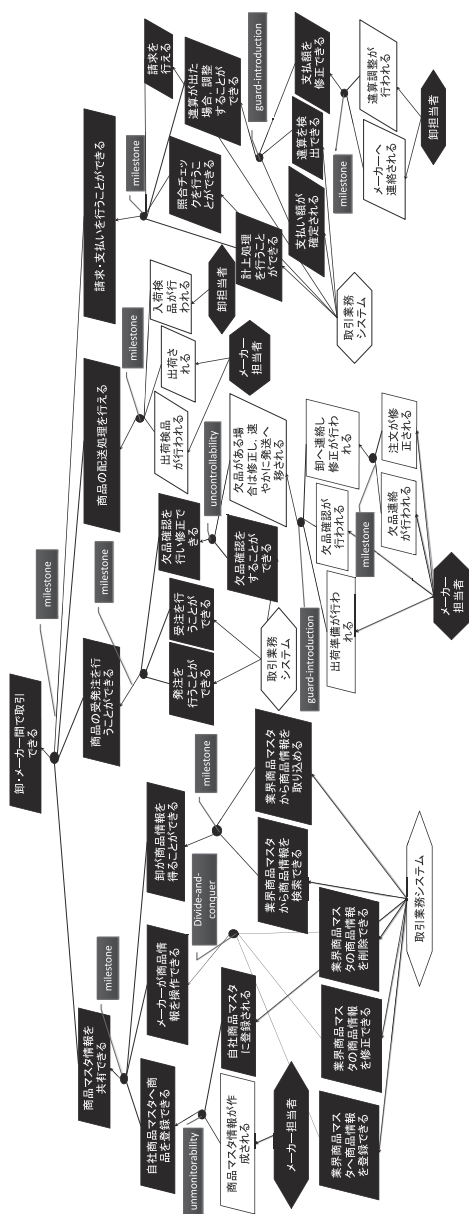 卸・メーカー間で取引
できる
milestone
商品マスタ情報を
共有できる
milestone
自社商品マスタへ商
品を登録できる
unmonitorability
商品マスタ情報が作
成される
メーカー担当者
自社商品マスタ
に登録される
メーカーが商品情
報を操作できる
Divide-and-
conquer
業界商品マス
タへ商品情報
を登録できる
業界商品マス
タの商品情報
を修正できる
業界商品マス
タの商品情報
を削除できる
卸が商品情報を
得ることができる
milestone
業界商品マスタ
から商品情報を
検索できる
業界商品マスタ
から商品情報を
取り込める
取引業務システム
商品の受発注を行
うことができる
milestone
発注を
行うことが
できる
受注を行
うことが
できる
欠品確認を
行い修正で
きる
uncontrollability
取引業務
システム
欠品確認を
することが
できる
欠品がある場
合は修正し、速
やかに発送へ
移される
guard-introduction
出荷準備が行わ
れる
欠品確認が
行われる
卸へ連絡し
修正が行わ
れる
milestone
欠品連絡
が行われる
注文が修
正される
メーカー
担当者
商品の配送処理を行える
milestone
出荷検品
が行われる
出荷さ
れる
入荷検
品が行
われる
メーカー
担当者
卸担当者
請求・支払いを行うことができる
milestone
計上処理
を行うこと
ができる
照合チェッ
クを行うこ
とができる
違算が出た
場合、調整
することが
できる
請求を
行える
guard-introduction
支払い額が
確定される
違算を検
出できる
支払額を
修正できる
取引業務
システム
milestone
メーカーへ
連絡される
違算調整が
行われる
卸担当者